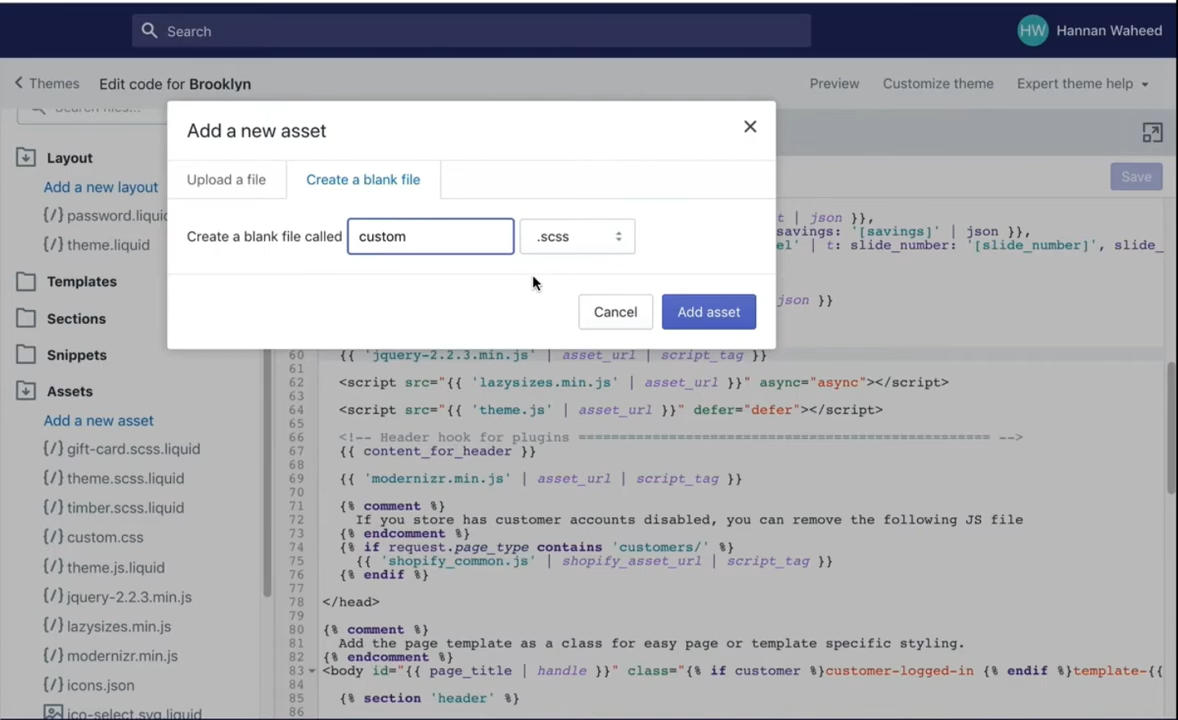 Search
HW Hannan Waheed
Themes Edit code for Brooklyn Preview Customize theme Expert theme help
Search files...
Layout
Add a new layout
{/} password.liquid
{/} theme.liquid
Templates
Sections
Snippets
Assets
Add a new asset
{/} gift-card.scss.liquid
{/} theme.scss.liquid
{/} timber.scss.liquid
{/} custom.css
{/} theme.js.liquid
{/} jquery-2.2.3.min.js
{/} lazysizes.min.js
{/} modernizr.min.js
{/} icons.json
ico-select.svg.liquid
Add a new asset
Upload a file Create a blank file
Create a blank file called custom .scss
Cancel Add asset
Save
t | json }},
savings: '[savings]' | json }},
el' | t: slide_number: '[slide_number]', slide_
json }}
60 {{ 'jquery-2.2.3.min.js' | asset_url | script_tag }}
61
62 <script src="{{ 'lazysizes.min.js' | asset_url }}" async="async"></script>
63
64 <script src="{{ 'theme.js' | asset_url }}" defer="defer"></script>
65
66 <!-- Header hook for plugins ================================================ -->
67 {{ content_for_header }}
68
69 {{ 'modernizr.min.js' | asset_url | script_tag }}
70
71 {% comment %}
72 If you store has customer accounts disabled, you can remove the following JS file
73 {% endcomment %}
74 {% if request.page_type contains 'customers/' %}
75 {{ 'shopify_common.js' | shopify_asset_url | script_tag }}
76 {% endif %}
77
78 </head>
79
80 {% comment %}
81 Add the page template as a class for easy page or template specific styling.
82 {% endcomment %}
83 <body id="{{ page_title | handle }}" class="{% if customer %}customer-logged-in {% endif %}template-{{
84
85 {% section 'header' %}
86